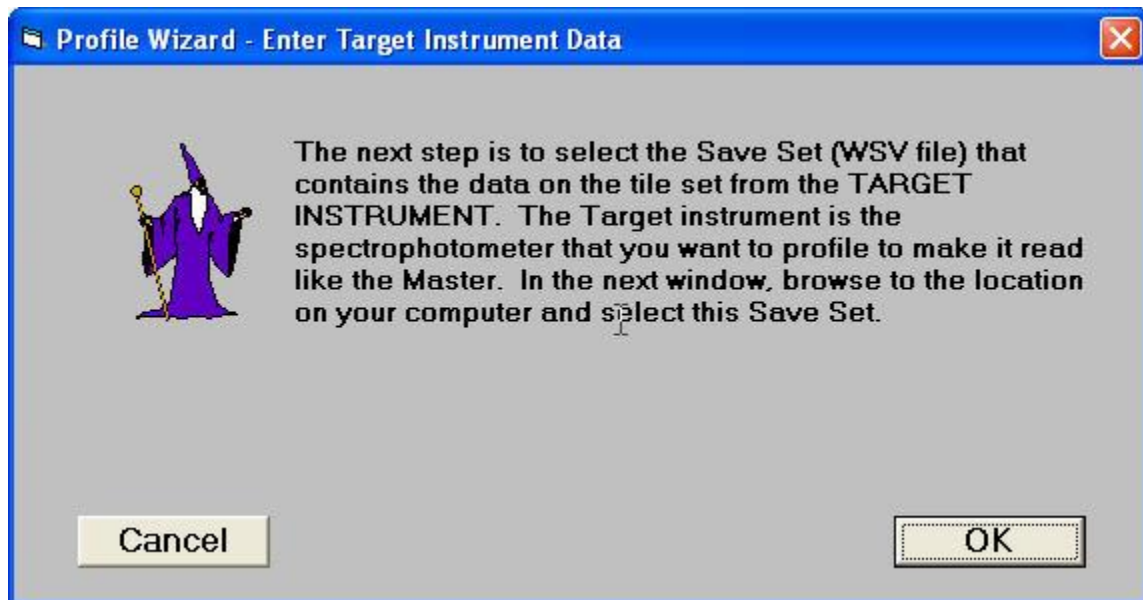 Profile Wizard - Enter Target Instrument Data
The next step is to select the Save Set (WSV file) that
contains the data on the tile set from the TARGET
INSTRUMENT.  The Target instrument is the
spectrophotometer that you want to profile to make it read
like the Master.  In the next window, browse to the location
on your computer and select this Save Set.
Cancel
OK